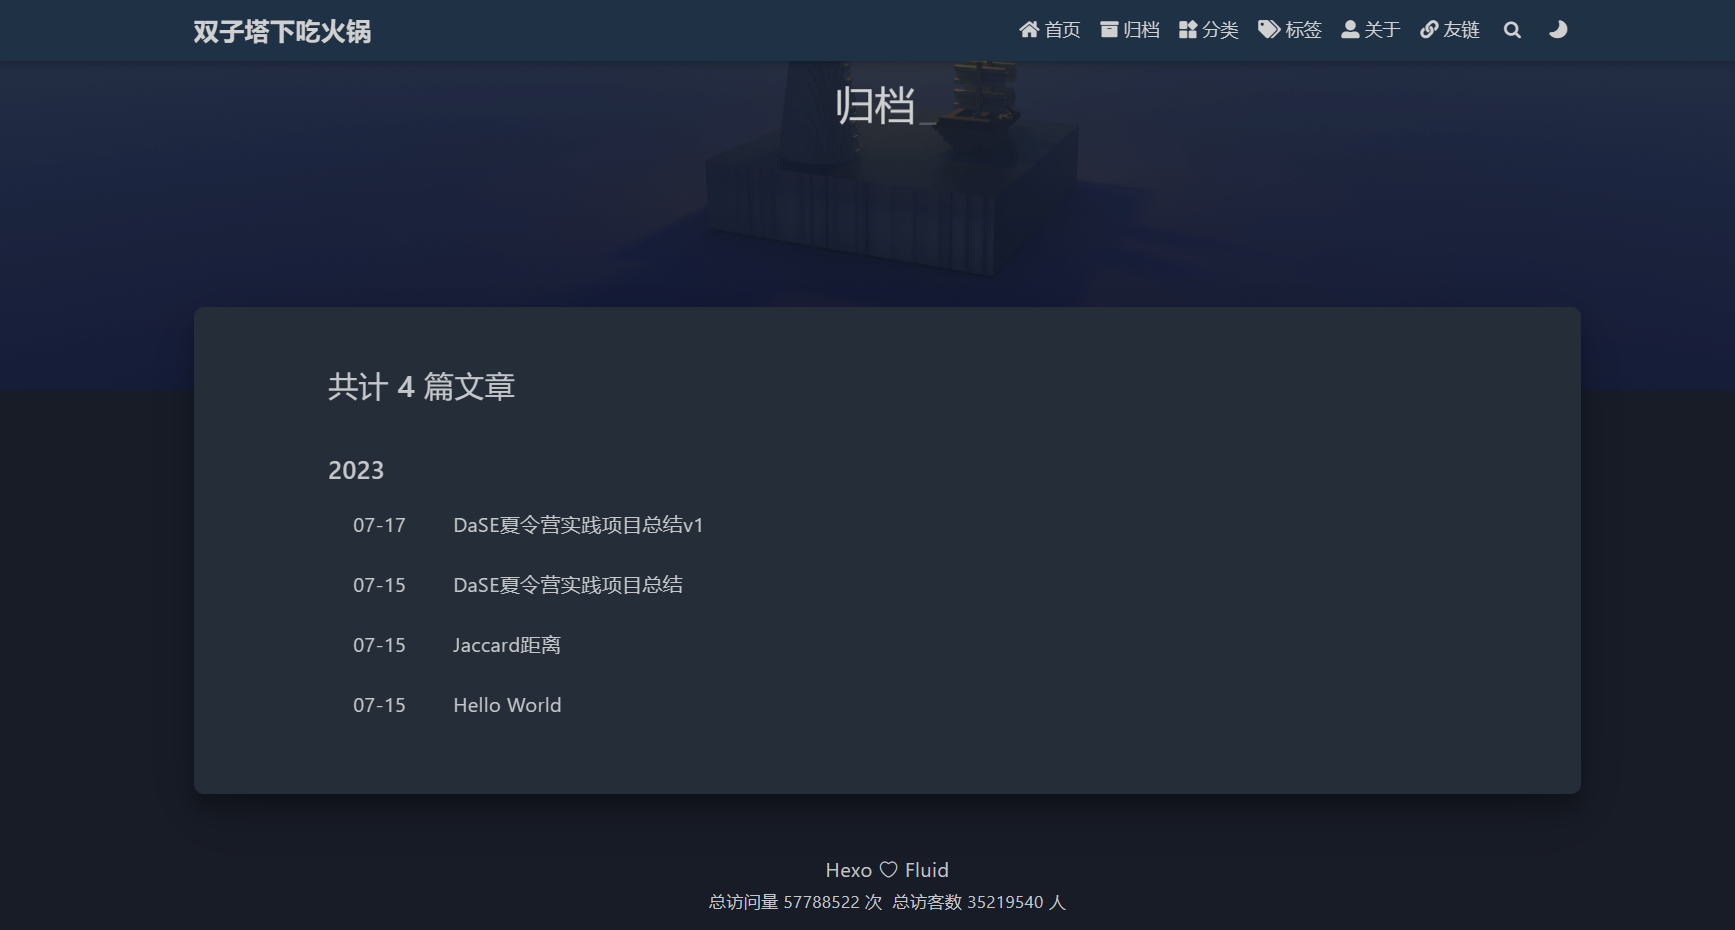 双子塔下吃火锅
首页 归档 分类 标签 关于 友链
归档_
共计 4 篇文章
2023
07-17 DaSE夏令营实践项目总结v1
07-15 DaSE夏令营实践项目总结
07-15 Jaccard距离
07-15 Hello World
Hexo ♡ Fluid
总访问量 57788522 次 总访客数 35219540 人